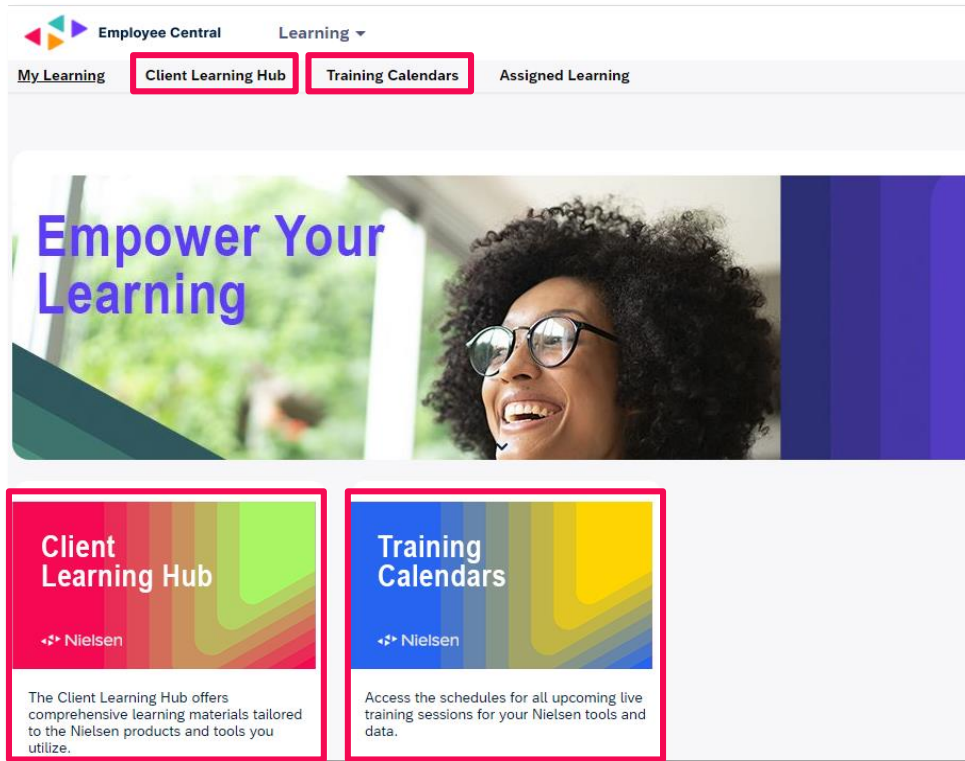 Employee Central
Learning
My Learning
Client Learning Hub
Training Calendars
Assigned Learning
Empower Your
Learning
Client
Learning Hub
Nielsen
The Client Learning Hub offers
comprehensive learning materials tailored
to the Nielsen products and tools you
utilize.
Training
Calendars
Nielsen
Access the schedules for all upcoming live
training sessions for your Nielsen tools and
data.